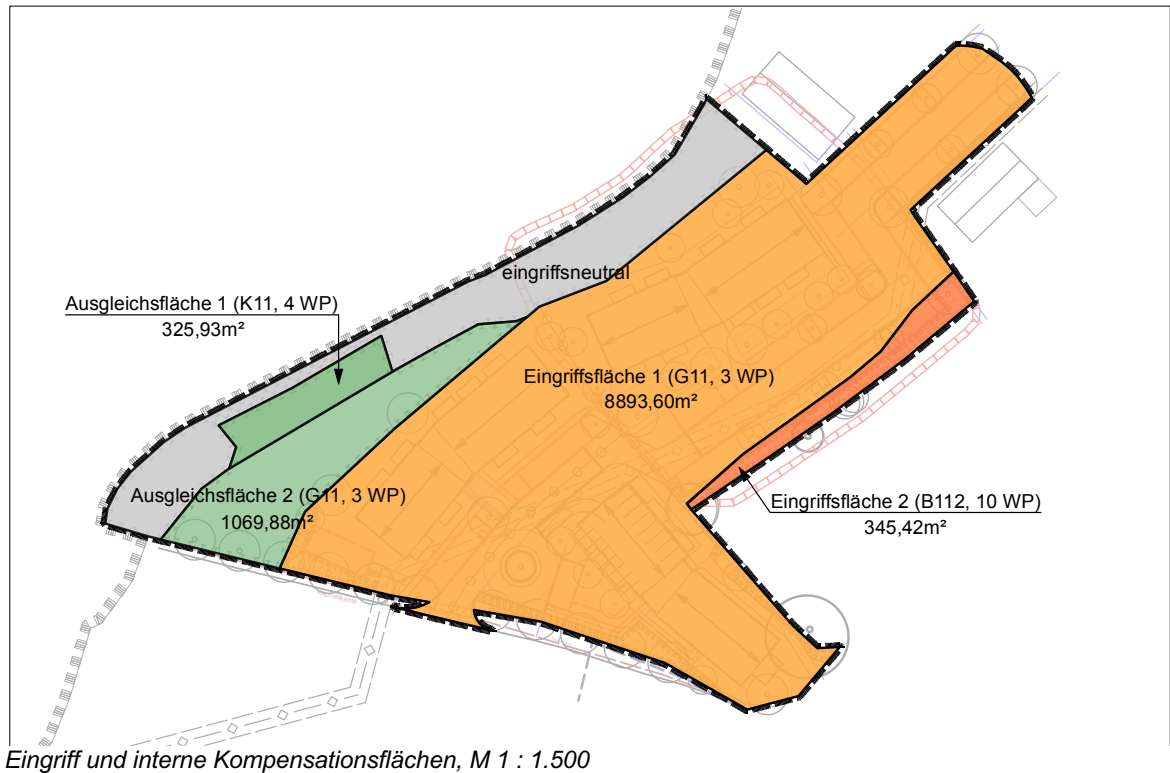 eingriffsneutral
Ausgleichsfläche 1 (K11, 4 WP)
325,93m²
Eingriffsfläche 1 (G11, 3 WP)
8893,60m²
Ausgleichsfläche 2 (G11, 3 WP)
1069,88m²
Eingriffsfläche 2 (B112, 10 WP)
345,42m²
Eingriff und interne Kompensationsflächen, M 1 : 1.500